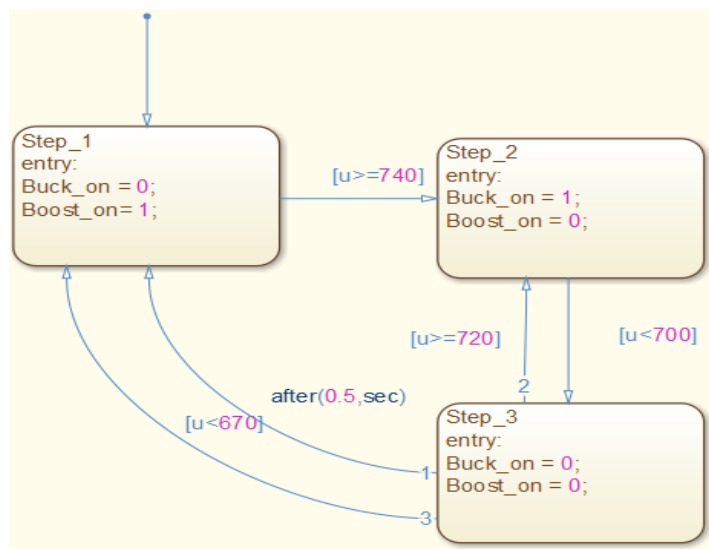 Step_1
entry:
Buck_on = 0;
Boost_on= 1;
[u>=740]
Step_2
entry:
Buck_on = 1;
Boost_on = 0;
[u>=720]
[u<700]
2
after(0.5,sec)
[u<670]
Step_3
entry:
Buck_on = 0;
Boost_on = 0;
1
3